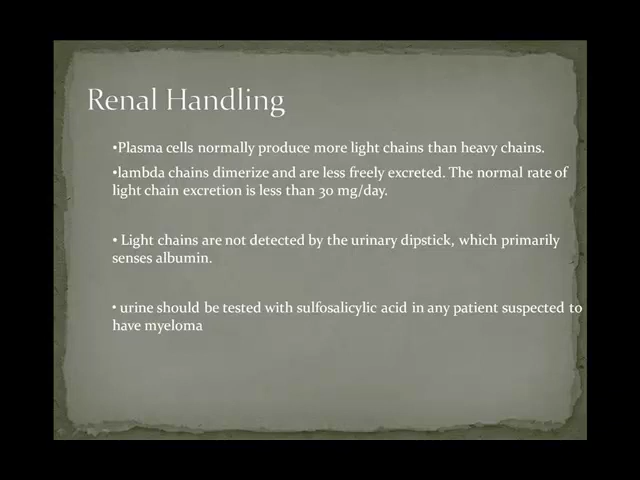 Renal Handling
•Plasma cells normally produce more light chains than heavy chains.
•lambda chains dimerize and are less freely excreted. The normal rate of
light chain excretion is less than 30 mg/day.
• Light chains are not detected by the urinary dipstick, which primarily
senses albumin.
• urine should be tested with sulfosalicylic acid in any patient suspected to
have myeloma